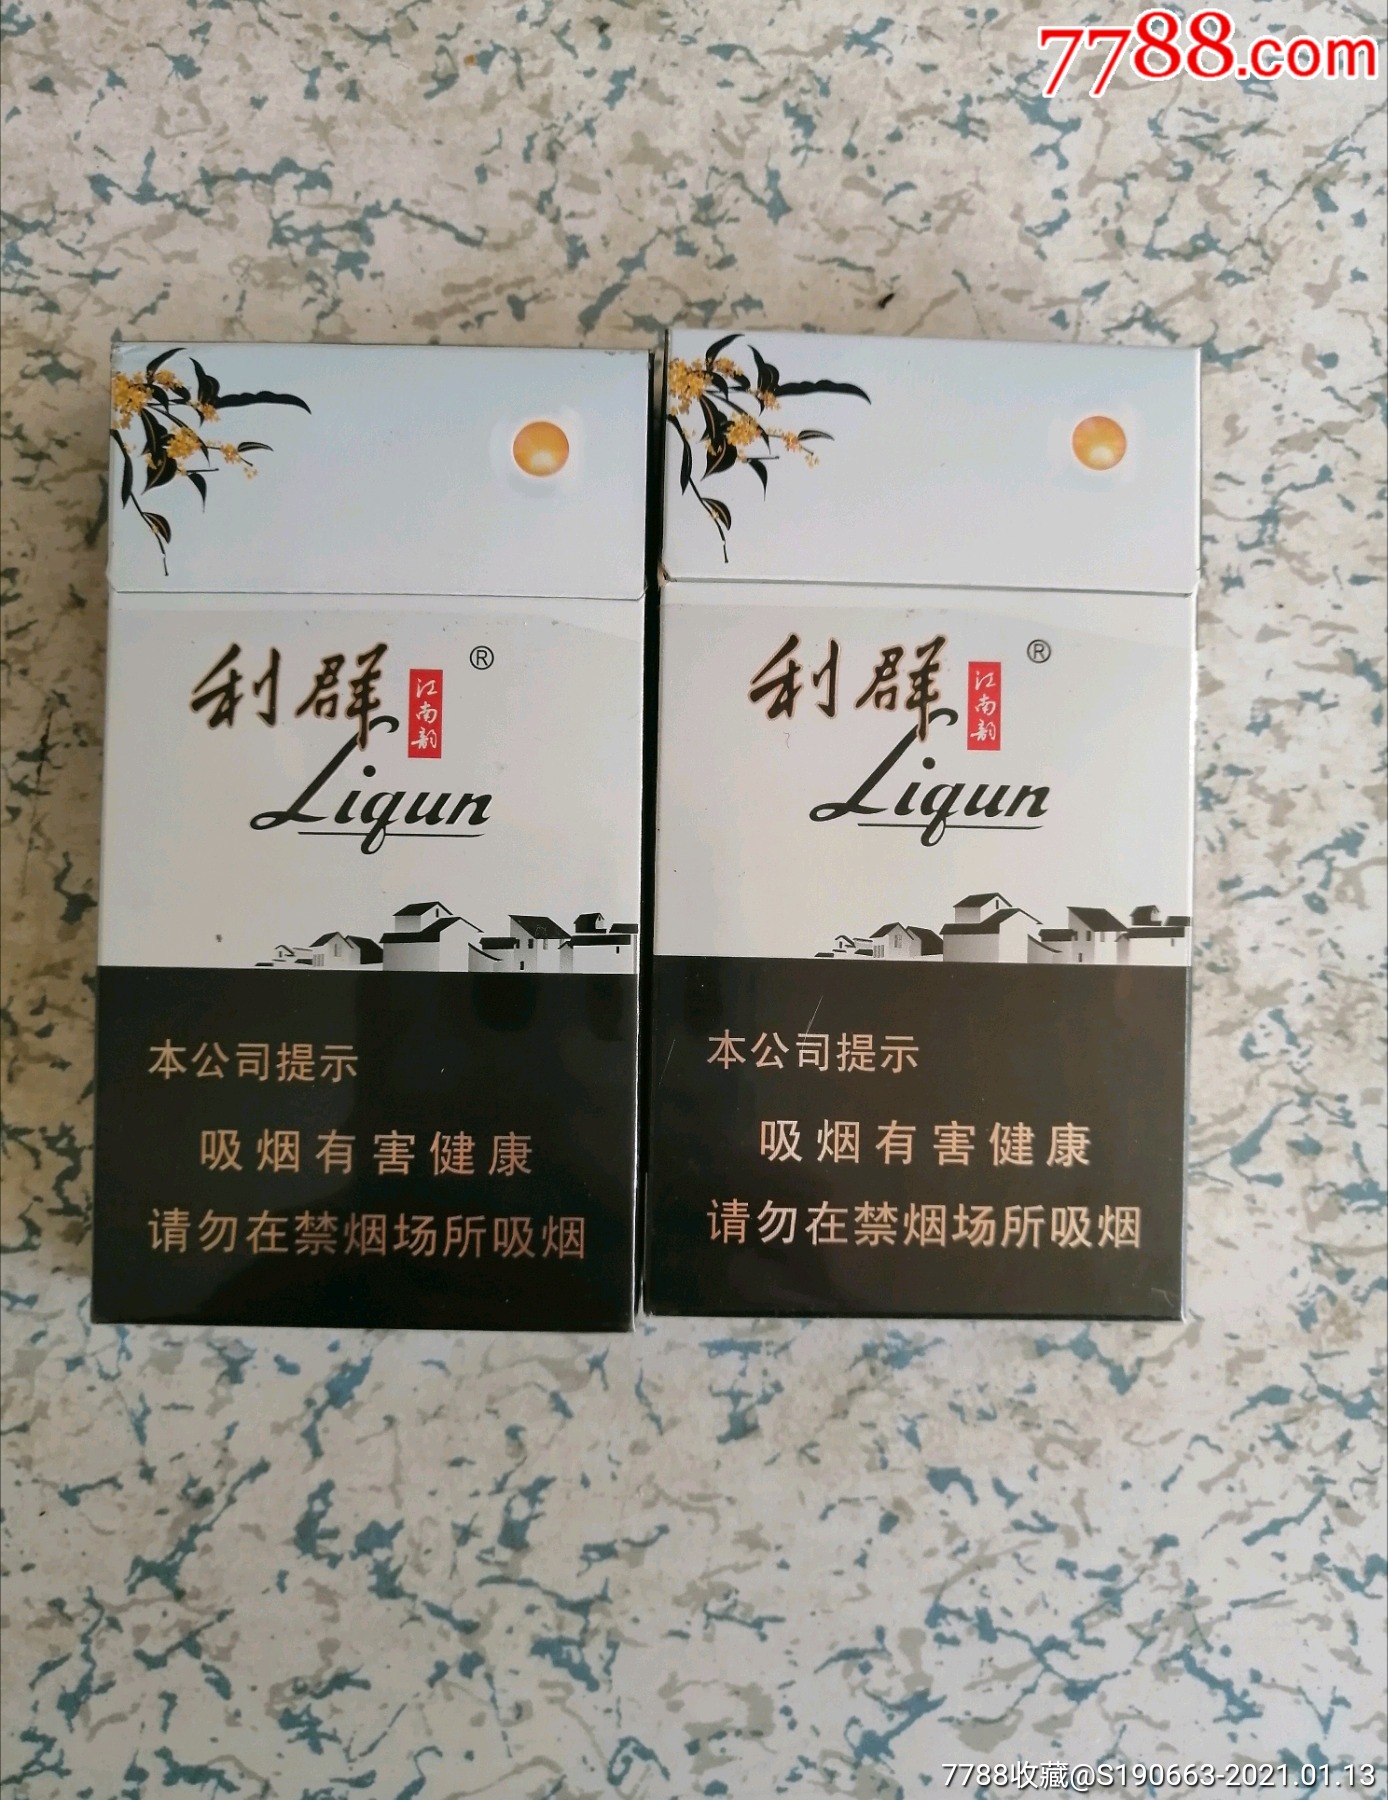 7788.com
利群
®
江南韵
Liqun
本公司提示
吸烟有害健康
请勿在禁烟场所吸烟
利群
®
江南韵
Liqun
本公司提示
吸烟有害健康
请勿在禁烟场所吸烟
7788收藏@S190663-2021.01.13